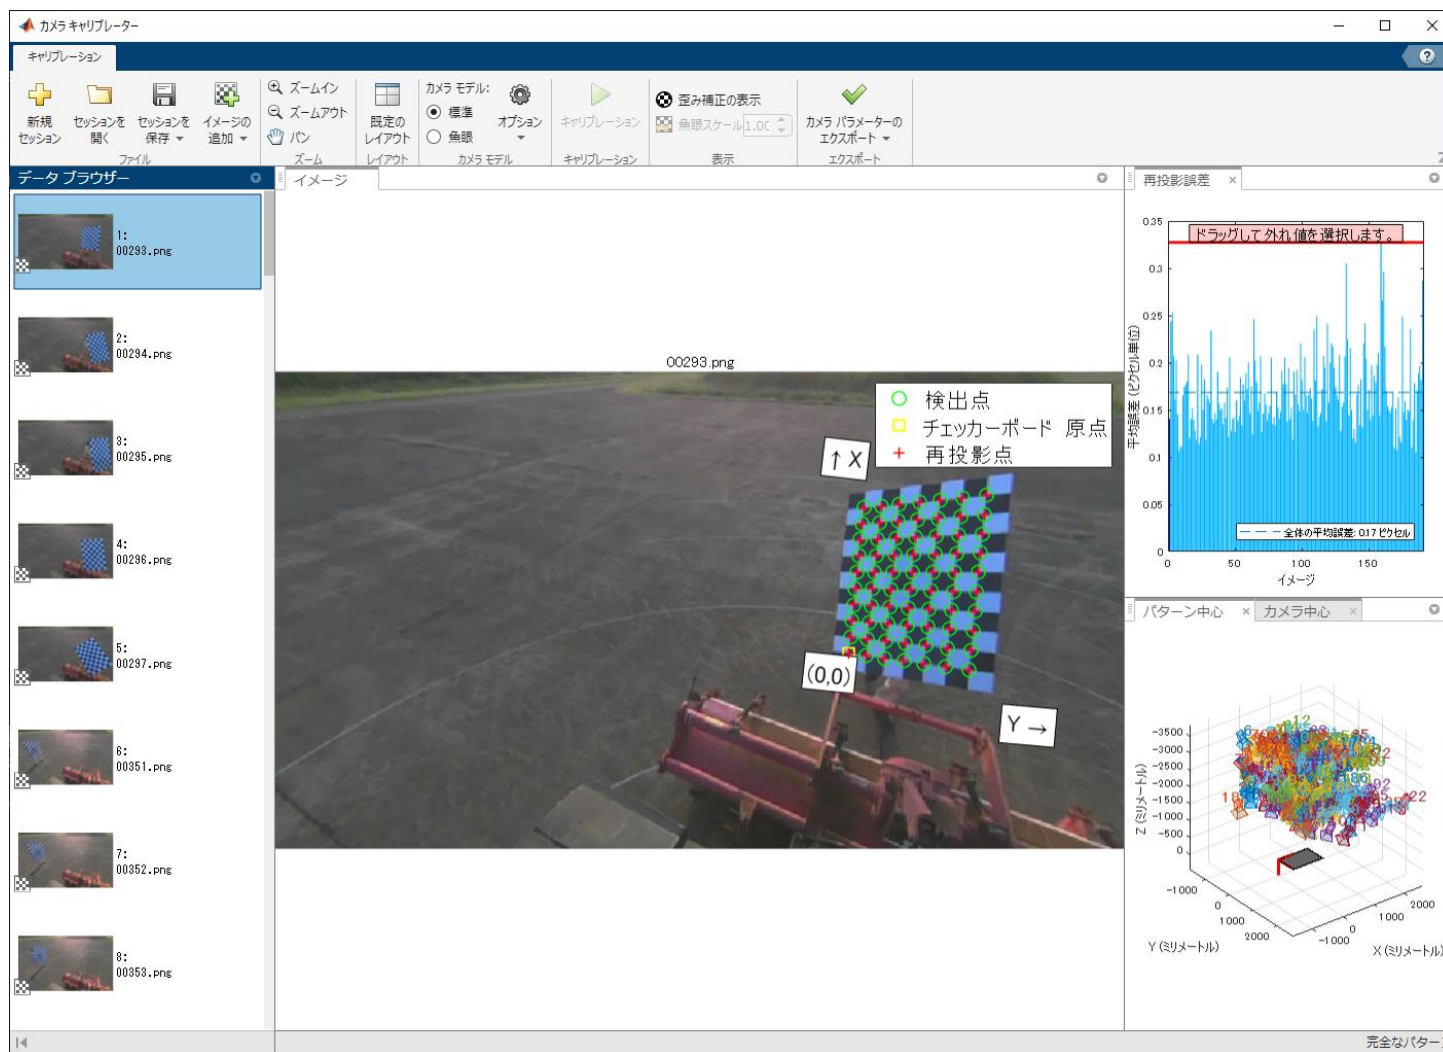 カメラ キャリブレーター
キャリブレーション
新規
セッション
セッションを
開く
セッションを
保存
イメージの
追加
ファイル
ズームイン
ズームアウト
パン
ズーム
既定の
レイアウト
レイアウト
カメラ モデル:
標準
魚眼
オプション
カメラ モデル
キャリブレーション
キャリブレーション
歪み補正の表示
魚眼スケール 1.00
表示
カメラ パラメーターの
エクスポート
エクスポート
データ ブラウザー
1:
00293.png
2:
00294.png
3:
00295.png
4:
00296.png
5:
00297.png
6:
00351.png
7:
00352.png
8:
00353.png
イメージ
00293.png
検出点
チェッカーボード 原点
再投影点
↑ X
(0,0)
Y →
再投影誤差
ドラッグして外れ値を選択します。
0.35
0.3
0.25
0.2
0.15
0.1
0.05
0
平均誤差 (ピクセル単位)
全体の平均誤差: 0.17 ピクセル
0 50 100 150
イメージ
パターン中心
カメラ中心
-3500
-3000
-2500
-2000
-1500
-1000
-500
0
Z (ミリメートル)
-1000
0
1000
2000
Y (ミリメートル)
2000
1000
0
-1000
X (ミリメートル)
完全なパター